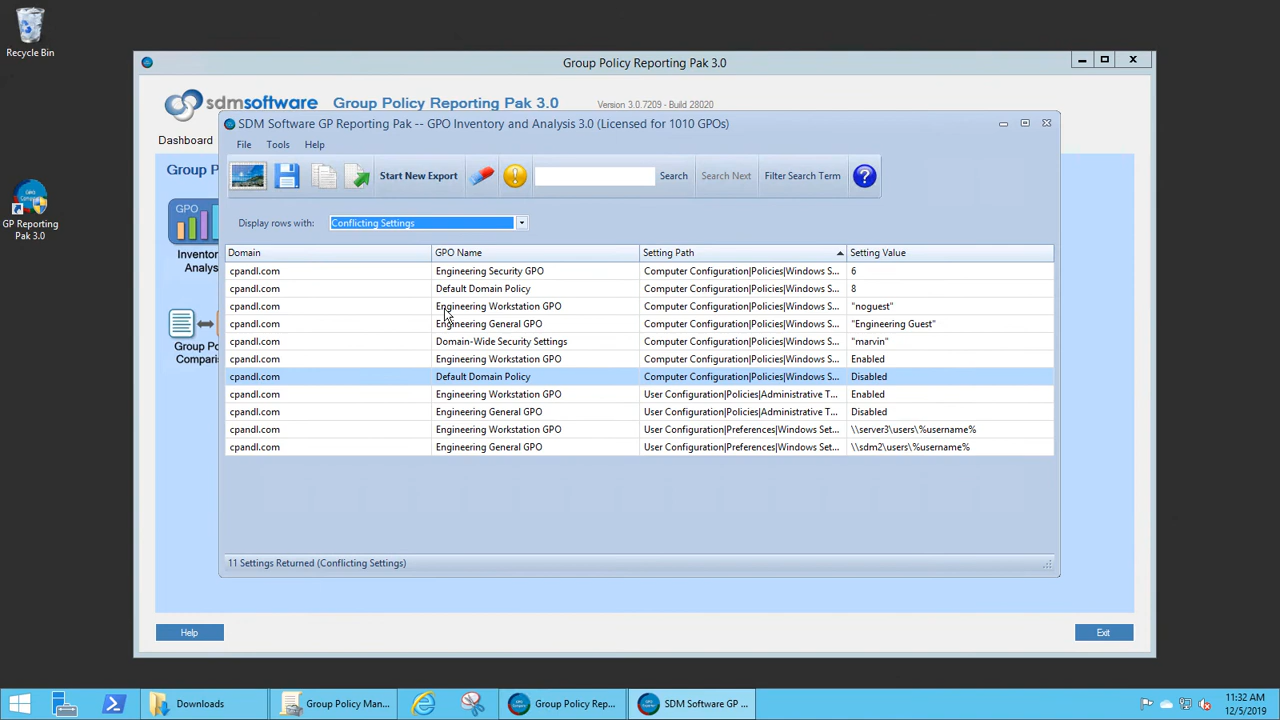 Recycle Bin
GP Reporting
Pak 3.0
Group Policy Reporting Pak 3.0
sdmsoftware Group Policy Reporting Pak 3.0 Version 3.0.7209 - Build 28020
Dashboard
Group P
GPO
Inventor
Analys
Group Po
Compari
SDM Software GP Reporting Pak -- GPO Inventory and Analysis 3.0 (Licensed for 1010 GPOs)
File Tools Help
Start New Export Search Search Next Filter Search Term
Display rows with: Conflicting Settings
Domain GPO Name Setting Path Setting Value
cpandl.com Engineering Security GPO Computer Configuration|Policies|Windows S... 6
cpandl.com Default Domain Policy Computer Configuration|Policies|Windows S... 8
cpandl.com Engineering Workstation GPO Computer Configuration|Policies|Windows S... "noguest"
cpandl.com Engineering General GPO Computer Configuration|Policies|Windows S... "Engineering Guest"
cpandl.com Domain-Wide Security Settings Computer Configuration|Policies|Windows S... "marvin"
cpandl.com Engineering Workstation GPO Computer Configuration|Policies|Windows S... Enabled
cpandl.com Default Domain Policy Computer Configuration|Policies|Windows S... Disabled
cpandl.com Engineering Workstation GPO User Configuration|Policies|Administrative T... Enabled
cpandl.com Engineering General GPO User Configuration|Policies|Administrative T... Disabled
cpandl.com Engineering Workstation GPO User Configuration|Preferences|Windows Set... \\server3\users\%username%
cpandl.com Engineering General GPO User Configuration|Preferences|Windows Set... \\sdm2\users\%username%
11 Settings Returned (Conflicting Settings)
Help Exit
Downloads Group Policy Man... Group Policy Rep... SDM Software GP ...
11:32 AM
12/5/2019